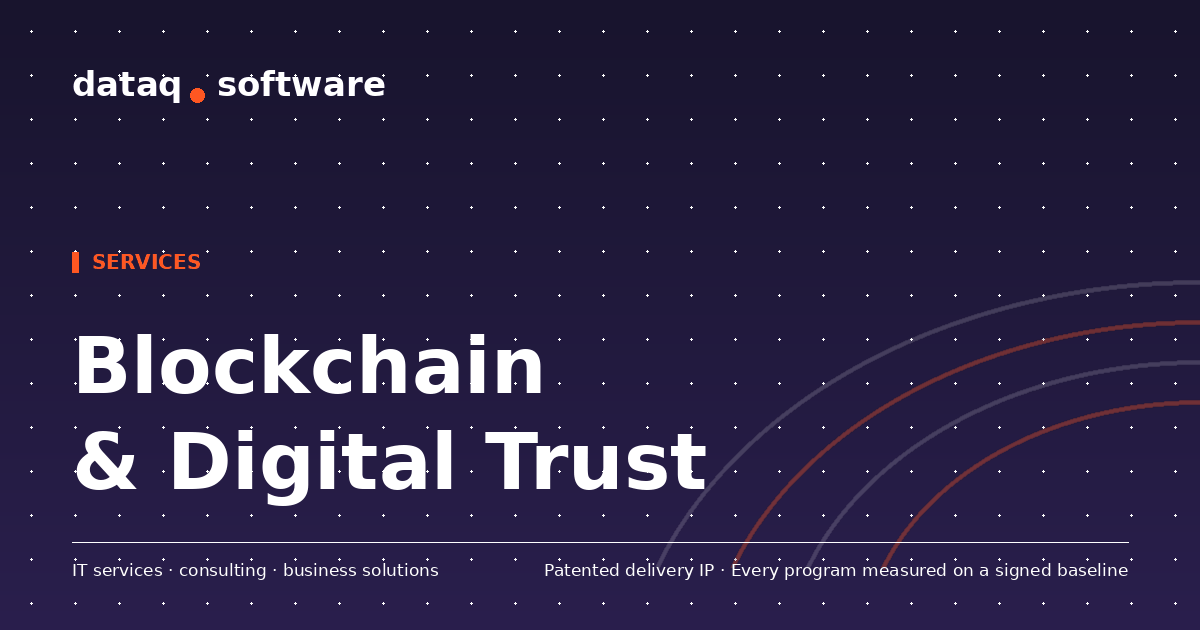 dataq.software
SERVICES
Blockchain
& Digital Trust
IT services · consulting · business solutions
Patented delivery IP · Every program measured on a signed baseline